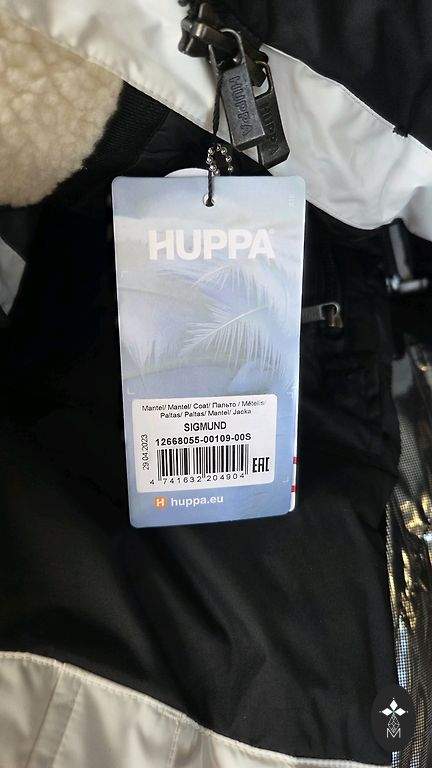 HUPPA
HUPPA
HUPPA
Mantel/ Mantel/ Coat/ Пальто / Mētelis/
Paltas/ Paltas/ Mantel/ Jacka
SIGMUND
12668055-00109-00S
29.04.2023
EAC
4 741632 204904
H huppa.eu
M